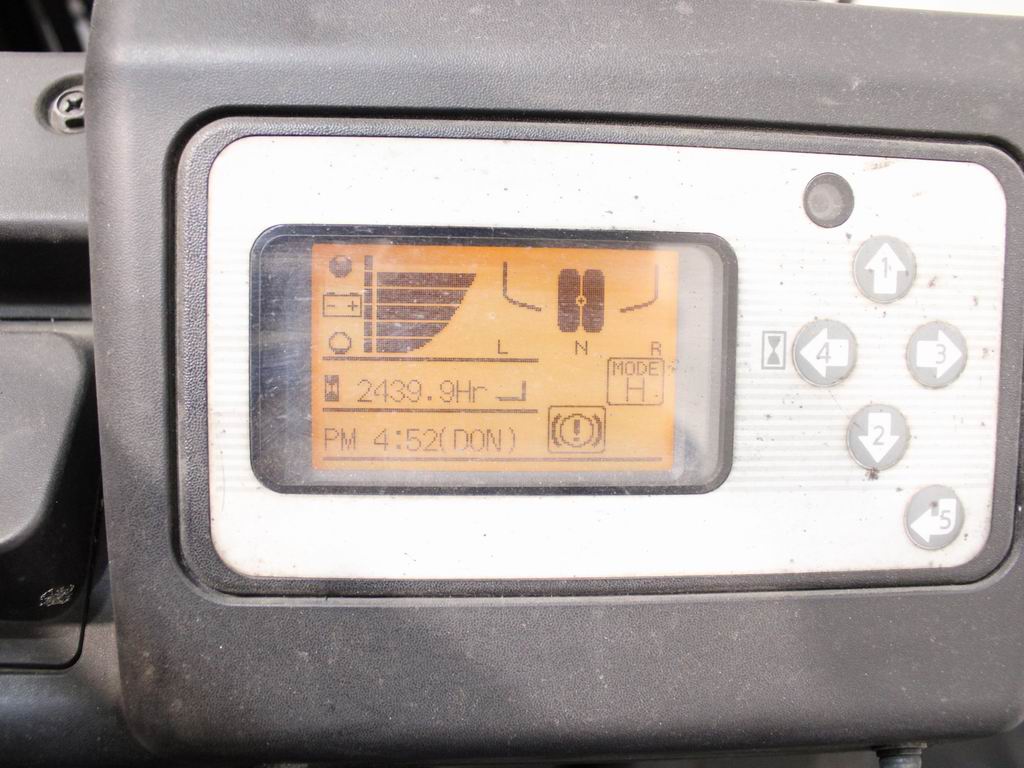 - +
L N R
MODE
H
2439.9Hr
PM 4:52(DON)
1
4
3
2
5